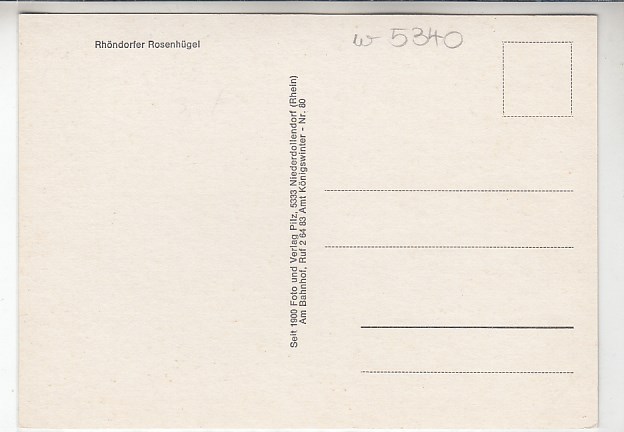 Rhöndorfer Rosenhügel
w 5340
Seit 1900 Foto und Verlag Pilz, 5333 Niederdollendorf (Rhein)
Am Bahnhof, Ruf 2 64 83 Amt Königswinter - Nr. 80